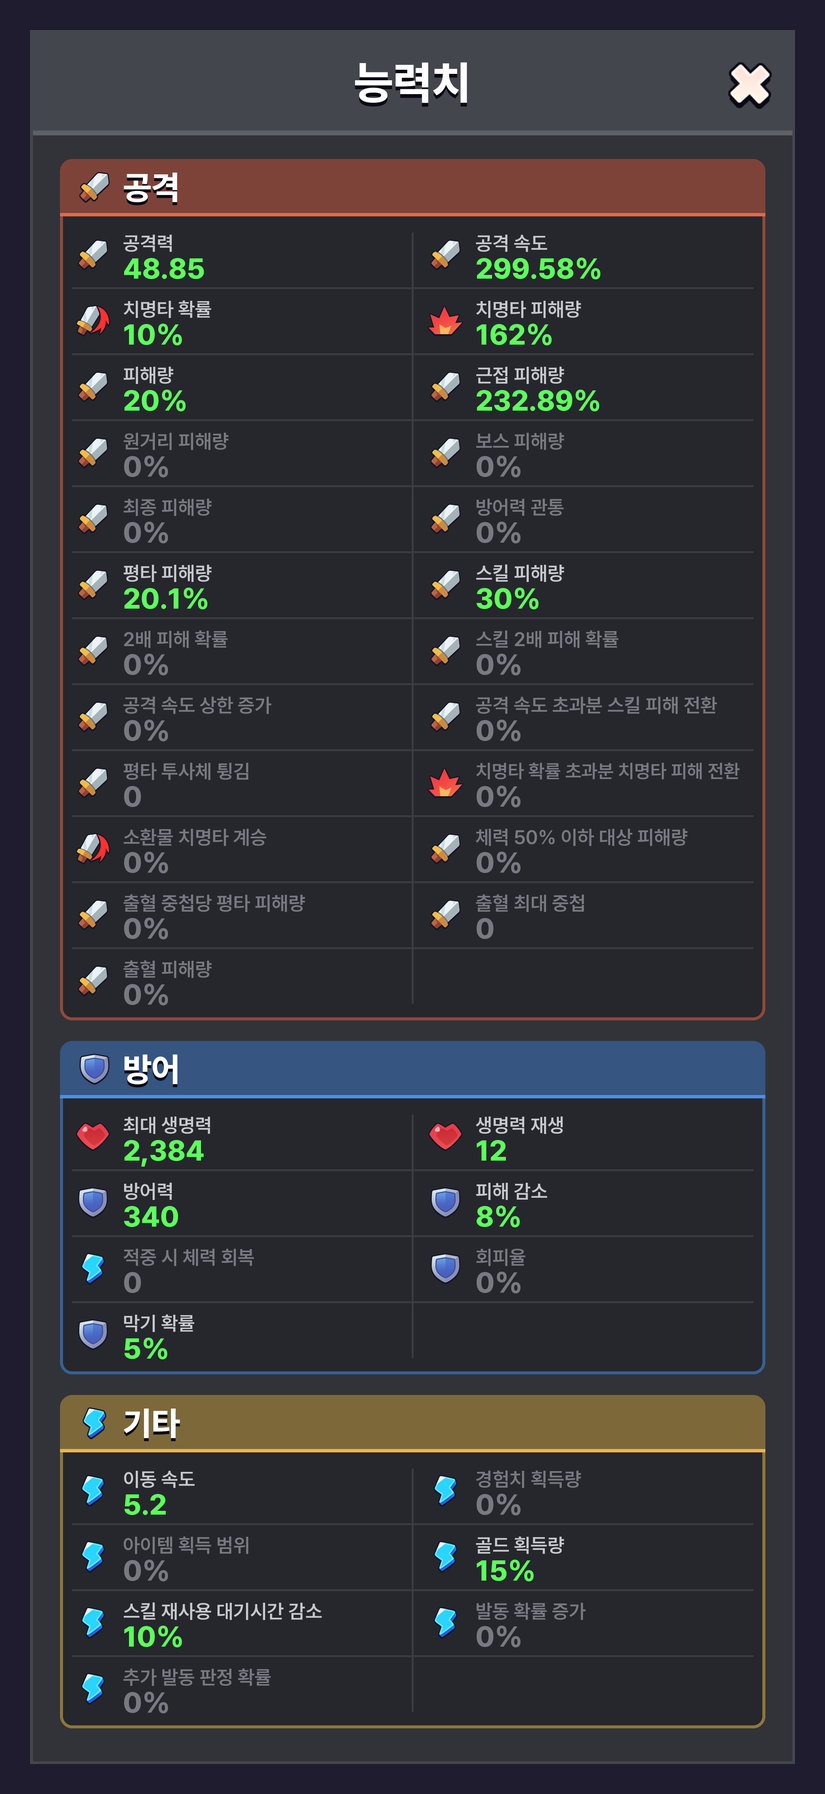 능력치
공격
공격력
48.85
공격 속도
299.58%
치명타 확률
10%
치명타 피해량
162%
피해량
20%
근접 피해량
232.89%
원거리 피해량
0%
보스 피해량
0%
최종 피해량
0%
방어력 관통
0%
평타 피해량
20.1%
스킬 피해량
30%
2배 피해 확률
0%
스킬 2배 피해 확률
0%
공격 속도 상한 증가
0%
공격 속도 초과분 스킬 피해 전환
0%
평타 투사체 튕김
0
치명타 확률 초과분 치명타 피해 전환
0%
소환물 치명타 계승
0%
체력 50% 이하 대상 피해량
0%
출혈 중첩당 평타 피해량
0%
출혈 최대 중첩
0
출혈 피해량
0%
방어
최대 생명력
2,384
생명력 재생
12
방어력
340
피해 감소
8%
적중 시 체력 회복
0
회피율
0%
막기 확률
5%
기타
이동 속도
5.2
경험치 획득량
0%
아이템 획득 범위
0%
골드 획득량
15%
스킬 재사용 대기시간 감소
10%
발동 확률 증가
0%
추가 발동 판정 확률
0%